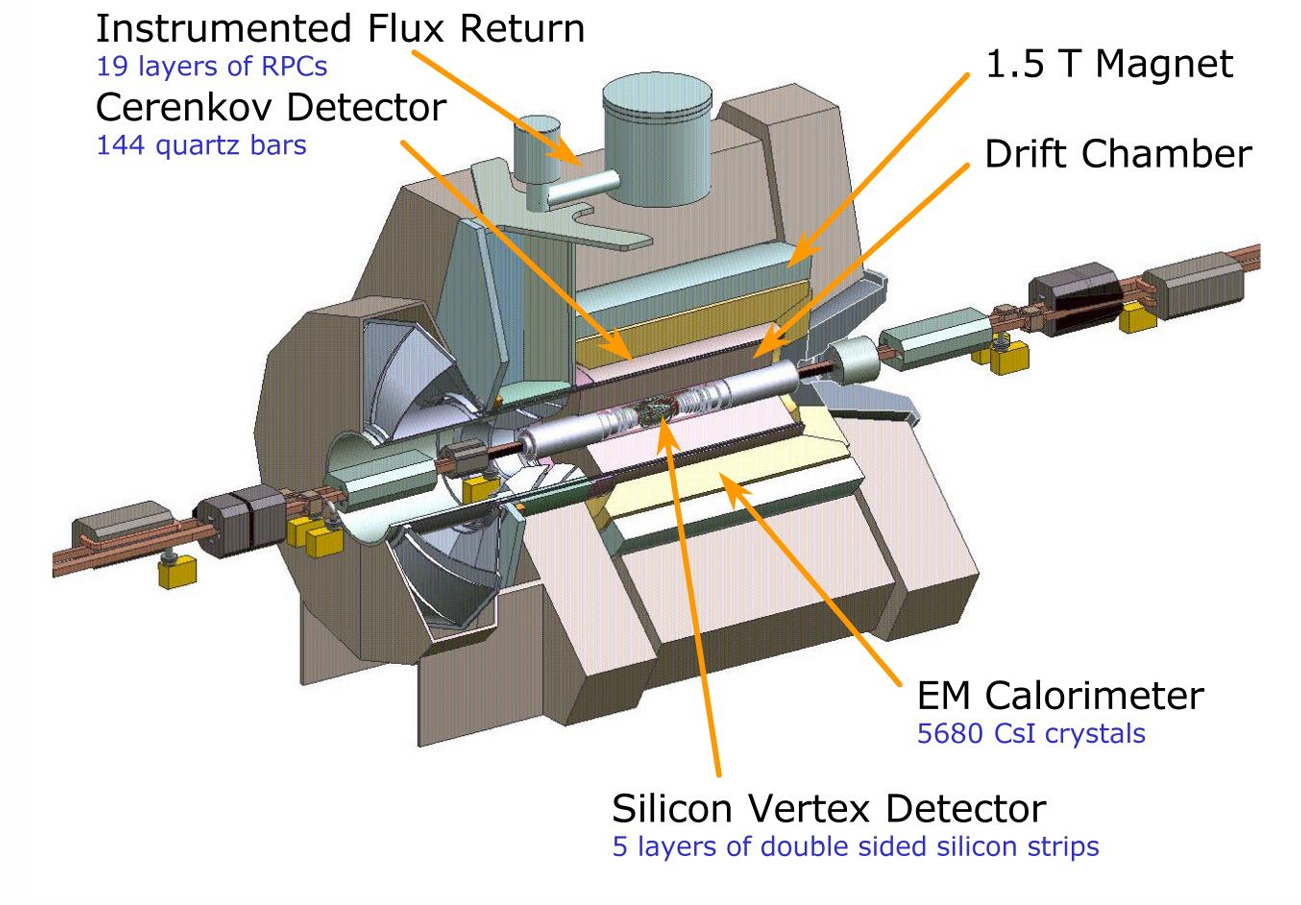 Instrumented Flux Return
19 layers of RPCs
Cerenkov Detector
144 quartz bars
1.5 T Magnet
Drift Chamber
EM Calorimeter
5680 CsI crystals
Silicon Vertex Detector
5 layers of double sided silicon strips